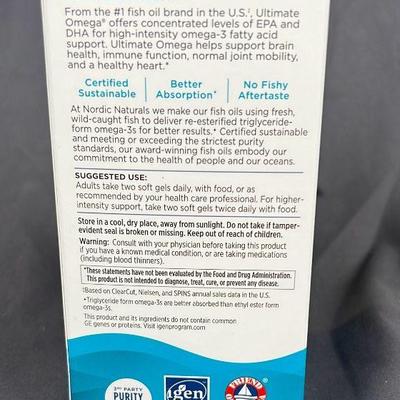 From the #1 fish oil brand in the U.S.‡, Ultimate
Omega® offers concentrated levels of EPA and
DHA for high-intensity omega-3 fatty acid
support. Ultimate Omega helps support brain
health, immune function, normal joint mobility,
and a healthy heart.*
Certified Sustainable
Better Absorption⁺
No Fishy Aftertaste
At Nordic Naturals we make our fish oils using fresh,
wild-caught fish to deliver re-esterified triglyceride-
form omega-3s for better results.⁺ Certified sustainable
and meeting or exceeding the strictest purity
standards, our award-winning fish oils embody our
commitment to the health of people and our oceans.
SUGGESTED USE:
Adults take two soft gels daily, with food, or as
recommended by your health care professional. For higher-
intensity support, take two soft gels twice daily with food.
Store in a cool, dry place, away from sunlight. Do not take if tamper-
evident seal is broken or missing. Keep out of reach of children.
Warning: Consult with your physician before taking this product
if you have a known medical condition, or are taking medications
(including blood thinners).
*These statements have not been evaluated by the Food and Drug Administration.
This product is not intended to diagnose, treat, cure, or prevent any disease.
‡Based on ClearCut, Nielsen, and SPINS annual sales data in the U.S.
⁺Triglyceride form omega-3s are better absorbed than ethyl ester form
omega-3s.
This product and its ingredients do not contain common
GE genes or proteins. Visit igenprogram.com
3RD PARTY
PURITY
igen
FRIEND